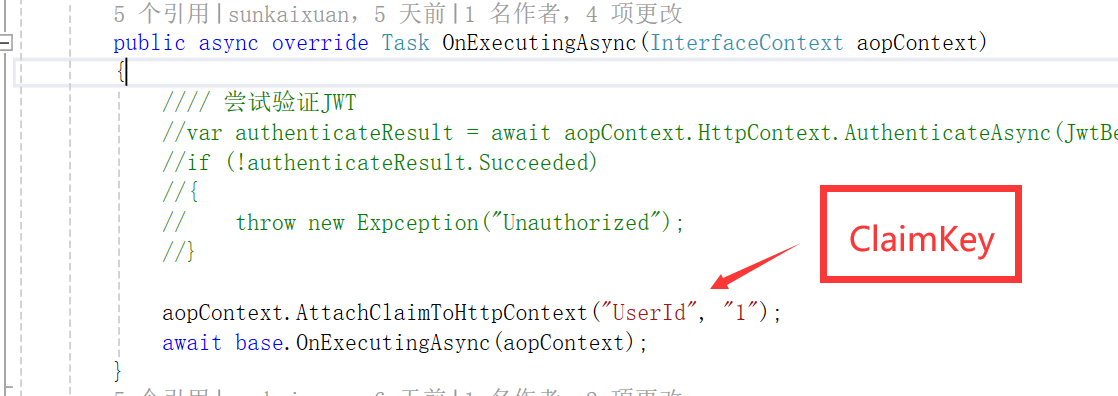 5 个引用|sunkaixuan，5 天前|1 名作者，4 项更改
public async override Task OnExecutingAsync(InterfaceContext aopContext)
{
//// 尝试验证JWT
//var authenticateResult = await aopContext.HttpContext.AuthenticateAsync(JwtBe
//if (!authenticateResult.Succeeded)
//{
//    throw new Expception("Unauthorized");
//}
ClaimKey
aopContext.AttachClaimToHttpContext("UserId", "1");
await base.OnExecutingAsync(aopContext);
}